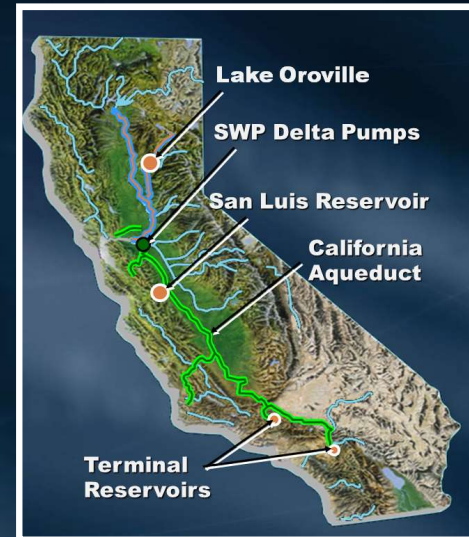 Lake Oroville
SWP Delta Pumps
San Luis Reservoir
California
Aqueduct
Terminal
Reservoirs